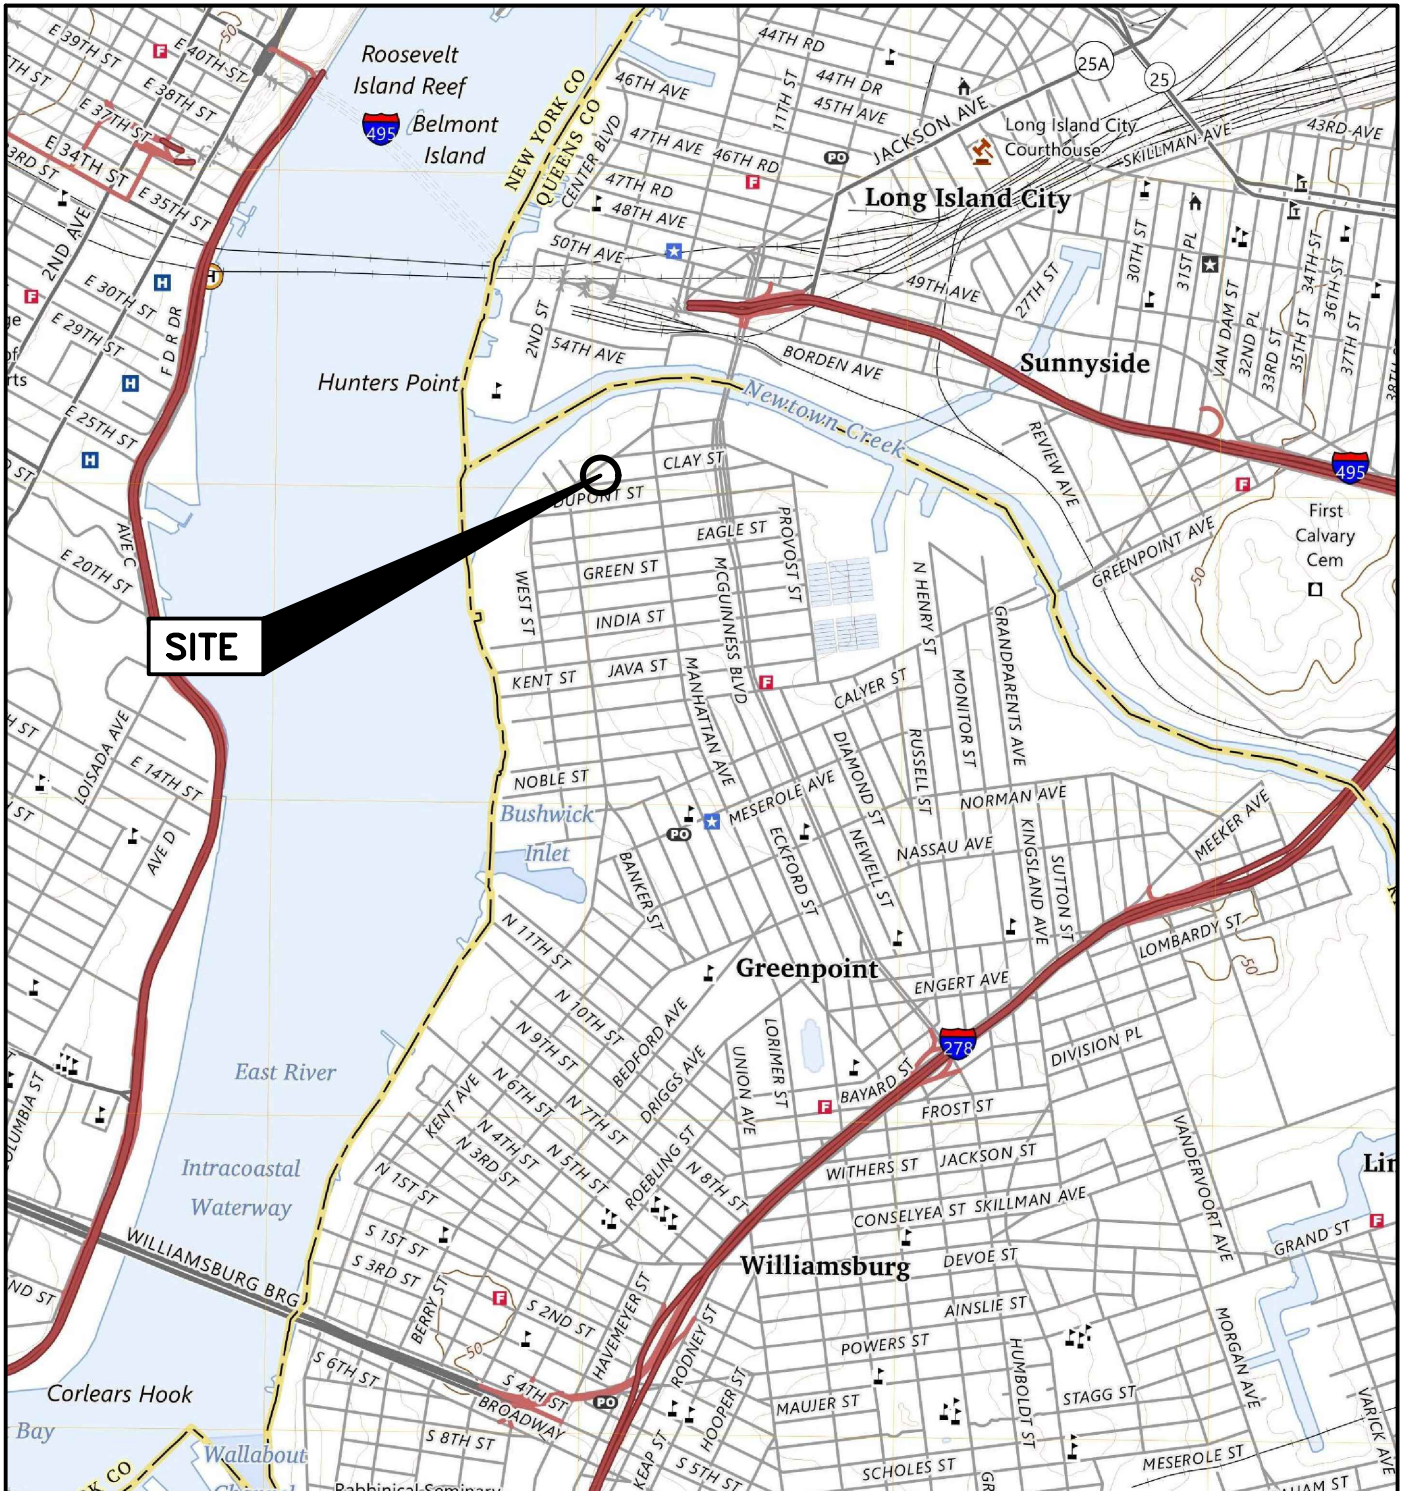 E 39TH ST
E 40TH ST
50
E 38TH ST
E 37TH ST
E 34TH ST
E 35TH ST
2ND AVE
E 30TH ST
E 29TH ST
F D R DR
E 25TH ST
AVE C
E 20TH ST
Roosevelt
Island Reef
495
Belmont
Island
NEW YORK CO
QUEENS CO
CENTER BLVD
44TH RD
46TH AVE
11TH ST
44TH DR
45TH AVE
47TH AVE
46TH RD
PO
JACKSON AVE
25A
25
Long Island City
Courthouse
SKILLMAN AVE
43RD AVE
47TH RD
48TH AVE
Long Island City
50TH AVE
2ND ST
54TH AVE
BORDEN AVE
49TH AVE
27TH ST
30TH ST
31ST PL
VAN DAM ST
32ND PL
33RD ST
34TH ST
35TH ST
36TH ST
37TH ST
Sunnyside
Hunters Point
Newtown Creek
REVIEW AVE
495
GREENPOINT AVE
First
Calvary
Cem
50
CLAY ST
DUPONT ST
EAGLE ST
PROVOST ST
GREEN ST
WEST ST
INDIA ST
MCGUINNESS BLVD
N HENRY ST
GRANDPARENTS AVE
SITE
KENT ST
JAVA ST
MANHATTAN AVE
CALYER ST
MONITOR ST
DIAMOND ST
RUSSELL ST
NOBLE ST
MESEROLE AVE
NORMAN AVE
MEEKER AVE
LOISADA AVE
E 14TH ST
AVE D
Bushwick
Inlet
PO
BANKER ST
ECKFORD ST
NEWELL ST
NASSAU AVE
KINGSLAND AVE
SUTTON ST
LOMBARDY ST
50
N 11TH ST
Greenpoint
ENGERT AVE
N 10TH ST
N 9TH ST
BEDFORD AVE
DRIGGS AVE
UNION AVE
LORIMER ST
278
DIVISION PL
BAYARD ST
FROST ST
East River
KENT AVE
N 6TH ST
N 7TH ST
N 4TH ST
N 3RD ST
N 5TH ST
ROEBLING ST
N 8TH ST
N 1ST ST
WITHERS ST
JACKSON ST
VANDERVOORT AVE
Intracoastal
Waterway
CONSELYEA ST
SKILLMAN AVE
WILLIAMSBURG BRG
S 1ST ST
S 3RD ST
BERRY ST
50
S 2ND ST
HAVEMEYER ST
Williamsburg
DEVOE ST
GRAND ST
AINSLIE ST
POWERS ST
RODNEY ST
HUMBOLDT ST
MORGAN AVE
S 6TH ST
S 4TH ST
BROADWAY
PO
HOOPER ST
MAUJER ST
STAGG ST
VARICK AVE
Corlears Hook
Bay
Wallabout
S 8TH ST
KEAP ST
S 5TH ST
SCHOLES ST
MESEROLE ST